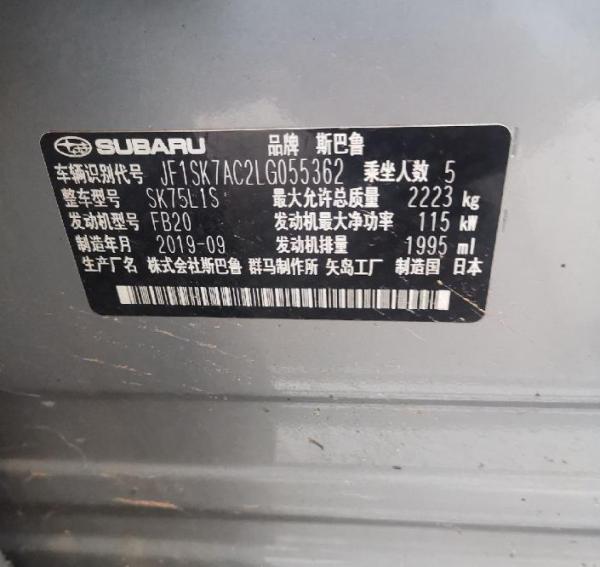 SUBARU 品牌 斯巴鲁
车辆识别代号 JF1SK7AC2LG055362 乘坐人数 5
整车型号 SK75L1S 最大允许总质量 2223 kg
发动机型号 FB20 发动机最大净功率 115 kW
制造年月 2019-09 发动机排量 1995 ml
生产厂名 株式会社斯巴鲁 群马制作所 矢岛工厂 制造国 日本